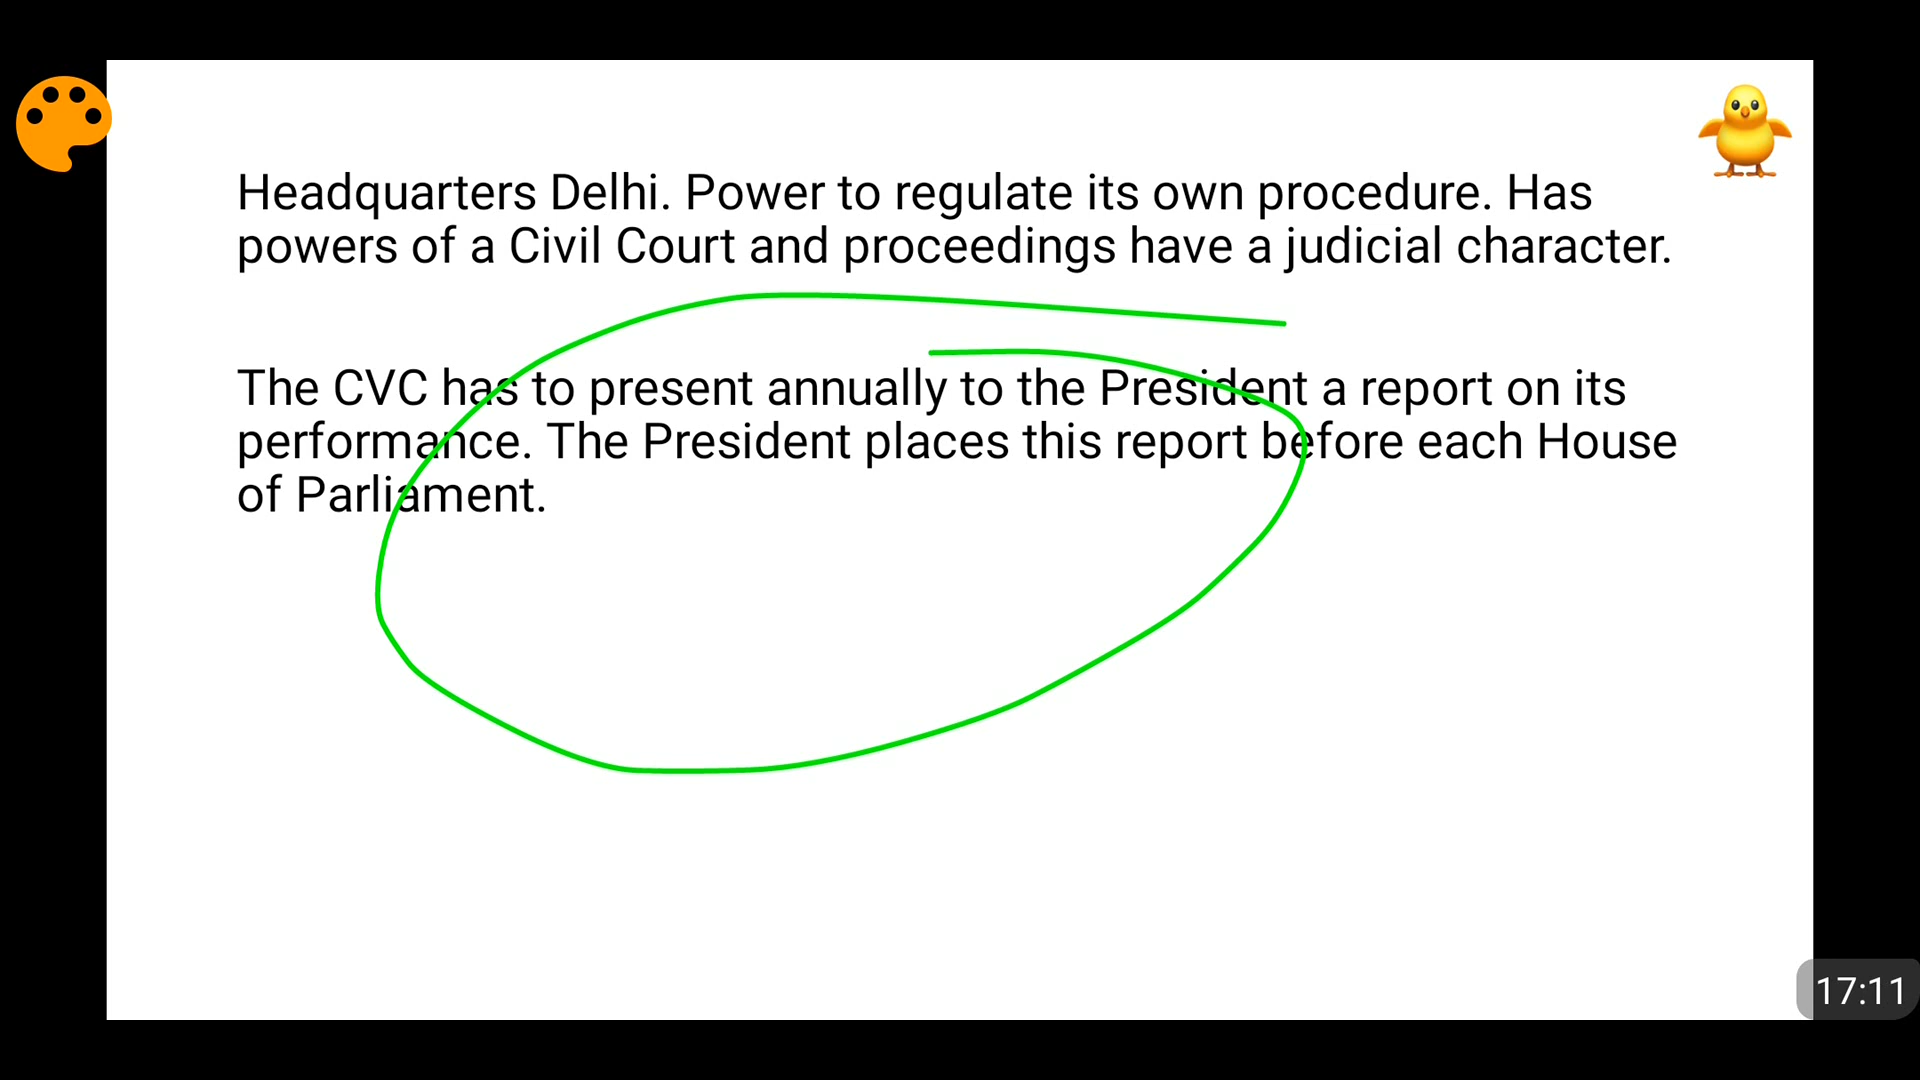 Headquarters Delhi. Power to regulate its own procedure. Has
powers of a Civil Court and proceedings have a judicial character.
The CVC has to present annually to the President a report on its
performance. The President places this report before each House
of Parliament.
17:11